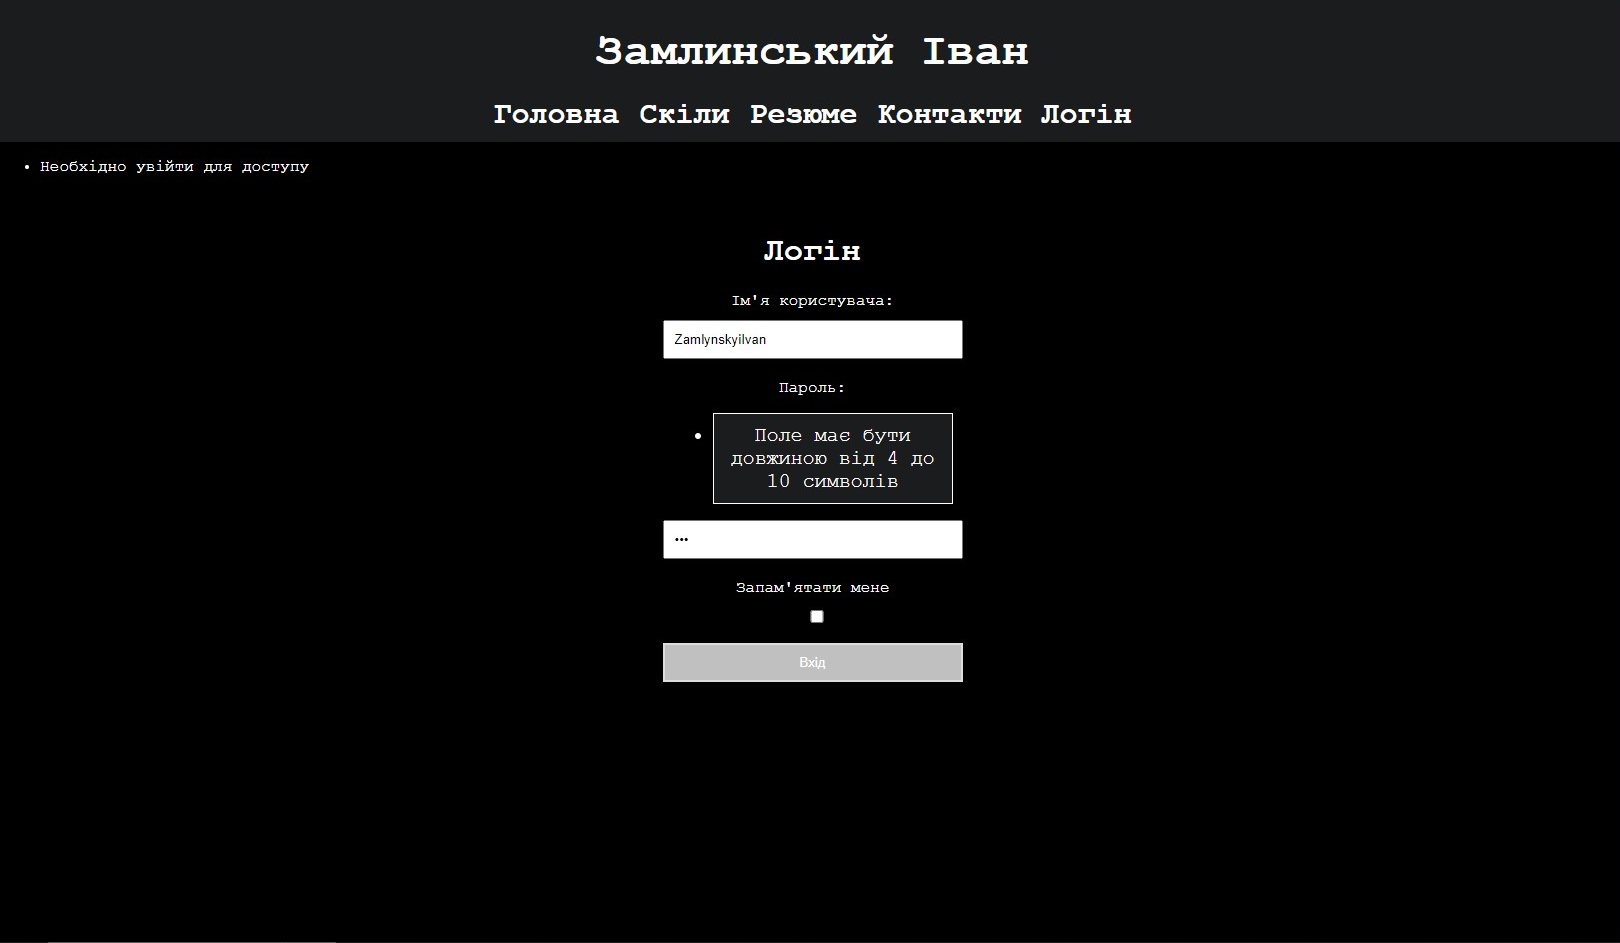 Замлинський Іван
Головна Скіли Резюме Контакти Логін
Необхідно увійти для доступу
Логін
Ім'я користувача:
ZamlynskyiIvan
Пароль:
Поле має бути
довжиною від 4 до
10 символів
Запам'ятати мене
Вхід